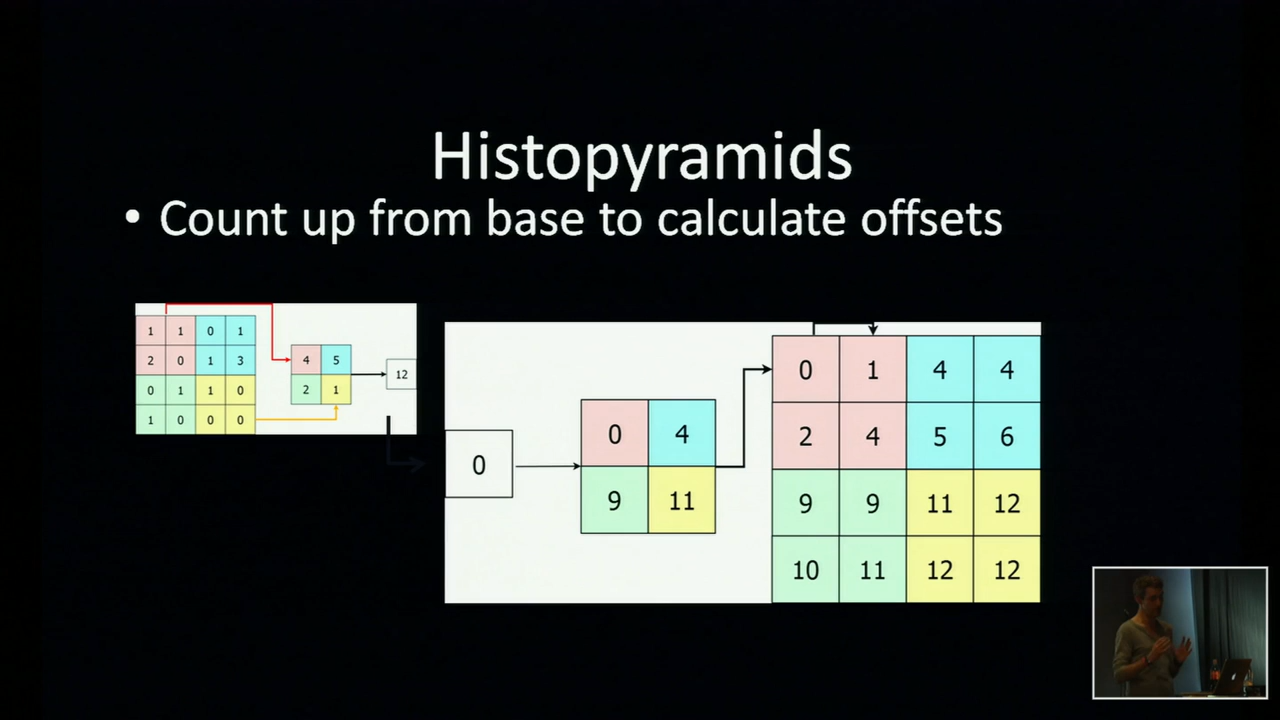 Histopyramids
• Count up from base to calculate offsets
1 1 0 1
2 0 1 3
0 1 1 0
1 0 0 0
4 5
2 1
12
0
0 4
9 11
0 1 4 4
2 4 5 6
9 9 11 12
10 11 12 12